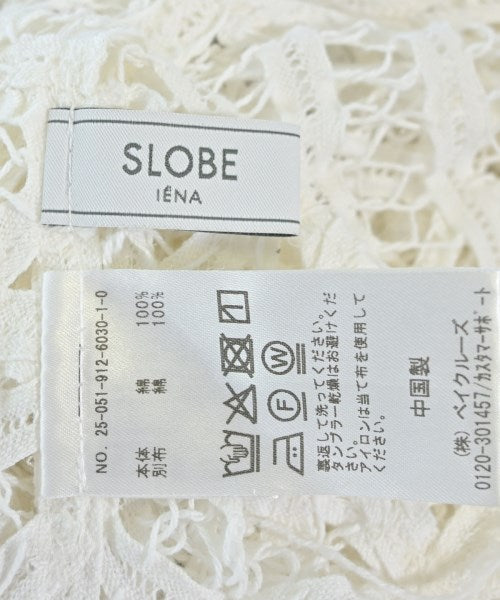 SLOBE
IÉNA
NO. 25-051-912-6030-1-0
本体 綿 100%
別布 綿 100%
裏返して洗ってください。
タンブラー乾燥はお避けくだ
さい。
アイロンは当て布を使用して
ください。
中国製
(株) ベイクルーズ
0120-301457/カスタマーサポート